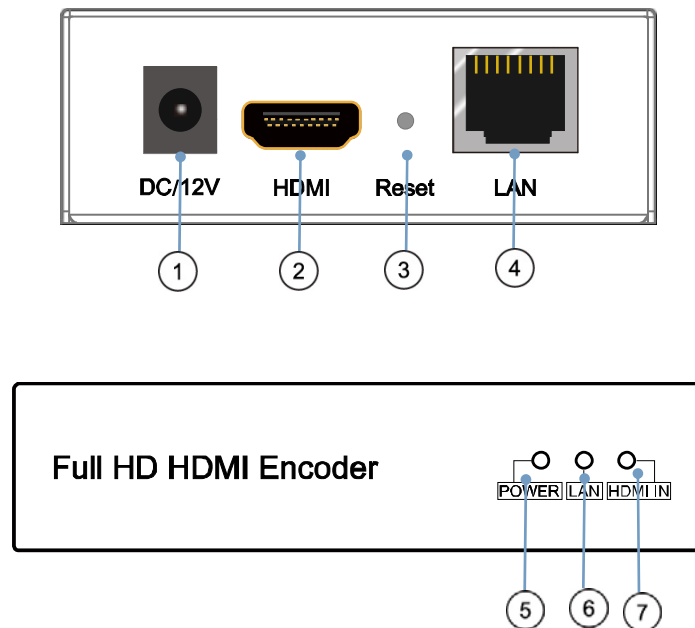 DC/12V HDMI Reset LAN
1 2 3 4
Full HD HDMI Encoder
POWER LAN HDMI IN
5 6 7